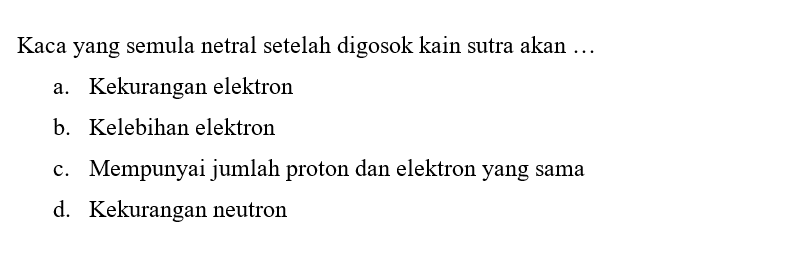 Kaca yang semula netral setelah digosok kain sutra akan …
a. Kekurangan elektron
b. Kelebihan elektron
c. Mempunyai jumlah proton dan elektron yang sama
d. Kekurangan neutron